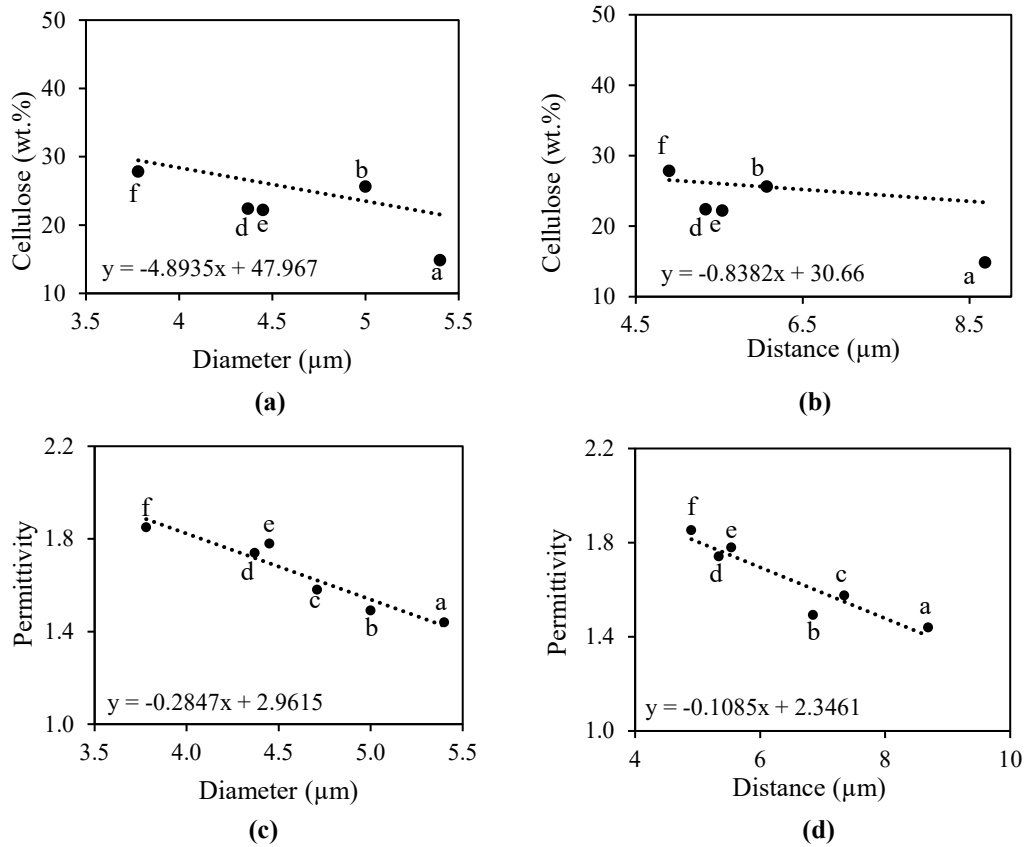 50
40
30
20
10
3.5 4 4.5 5 5.5
Cellulose (wt.%)
Diameter (µm)
f
d
e
b
a
y = -4.8935x + 47.967
(a)
50
40
30
20
10
4.5 6.5 8.5
Cellulose (wt.%)
Distance (µm)
f
d
e
b
a
y = -0.8382x + 30.66
(b)
2.2
1.8
1.4
1.0
3.5 4.0 4.5 5.0 5.5
Permittivity
Diameter (µm)
f
d
e
c
b
a
y = -0.2847x + 2.9615
(c)
2.2
1.8
1.4
1.0
4 6 8 10
Permittivity
Distance (µm)
f
d
e
b
c
a
y = -0.1085x + 2.3461
(d)